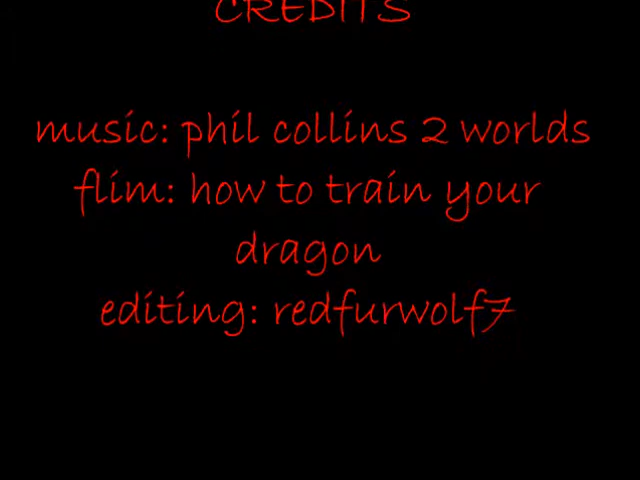 CREDITS
music: phil collins 2 worlds
flim: how to train your
dragon
editing: redfurwolf7